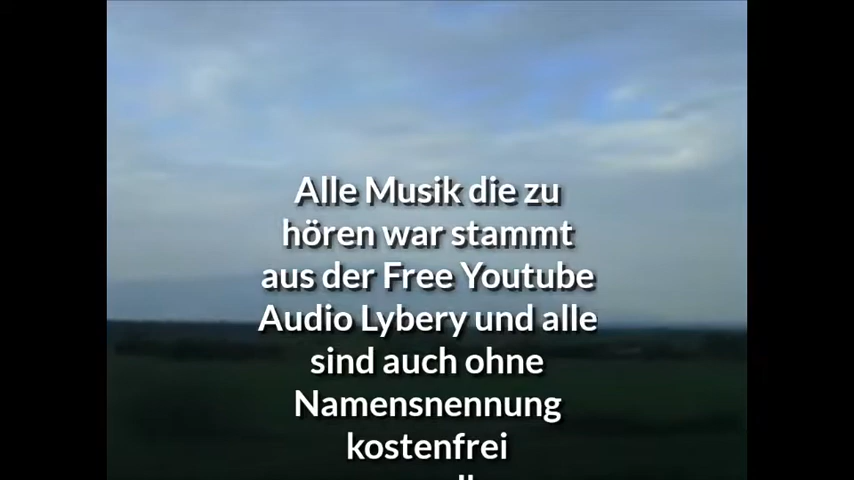 Alle Musik die zu
hören war stammt
aus der Free Youtube
Audio Lybery und alle
sind auch ohne
Namensnennung
kostenfrei